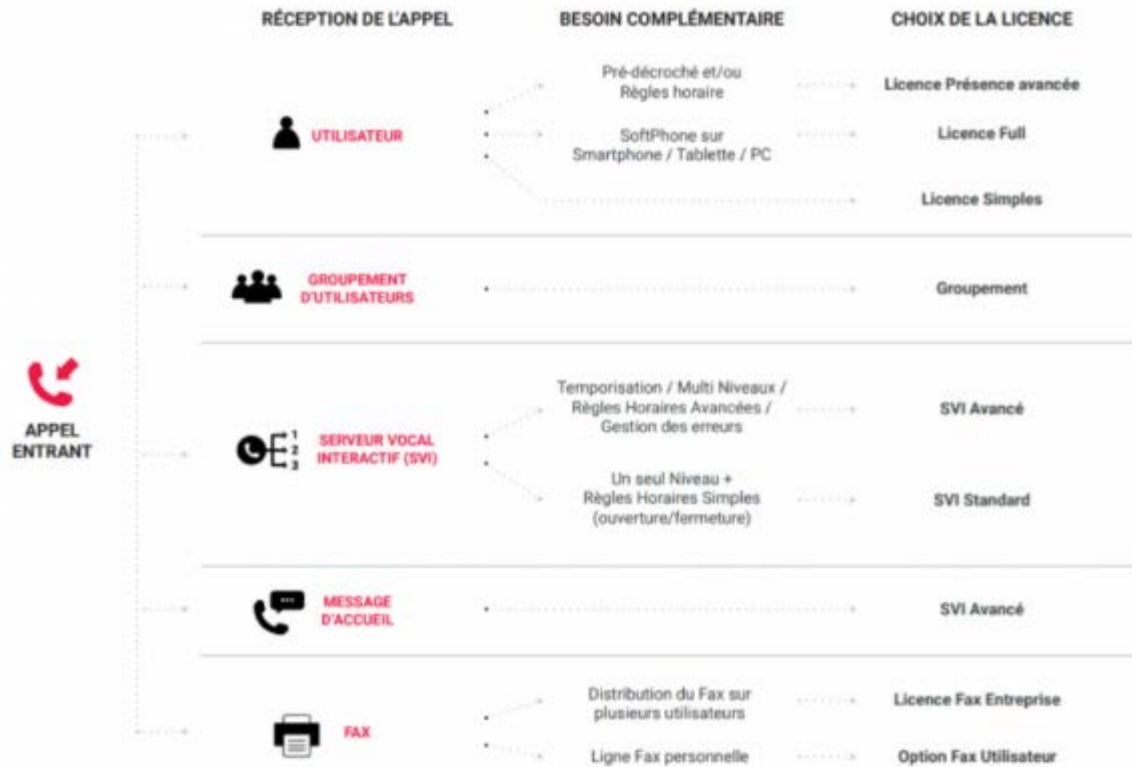 RÉCEPTION DE L'APPEL
BESOIN COMPLÉMENTAIRE
CHOIX DE LA LICENCE
APPEL
ENTRANT
UTILISATEUR
Pré-décroché et/ou
Règles horaire
Licence Présence avancée
SoftPhone sur
Smartphone / Tablette / PC
Licence Full
Licence Simples
GROUPEMENT
D'UTILISATEURS
Groupement
1
2
3
SERVEUR VOCAL
INTERACTIF (SVI)
Temporisation / Multi Niveaux /
Règles Horaires Avancées /
Gestion des erreurs
SVI Avancé
Un seul Niveau +
Règles Horaires Simples
(ouverture/fermeture)
SVI Standard
MESSAGE
D'ACCUEIL
SVI Avancé
FAX
Distribution du Fax sur
plusieurs utilisateurs
Licence Fax Entreprise
Ligne Fax personnelle
Option Fax Utilisateur